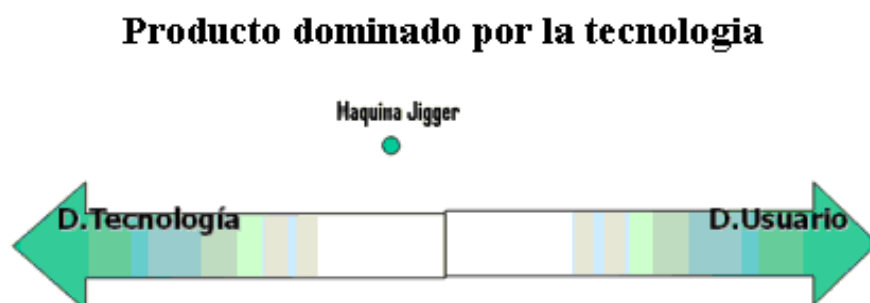 Producto dominado por la tecnologia
Maquina Jigger
D.Tecnología
D.Usuario